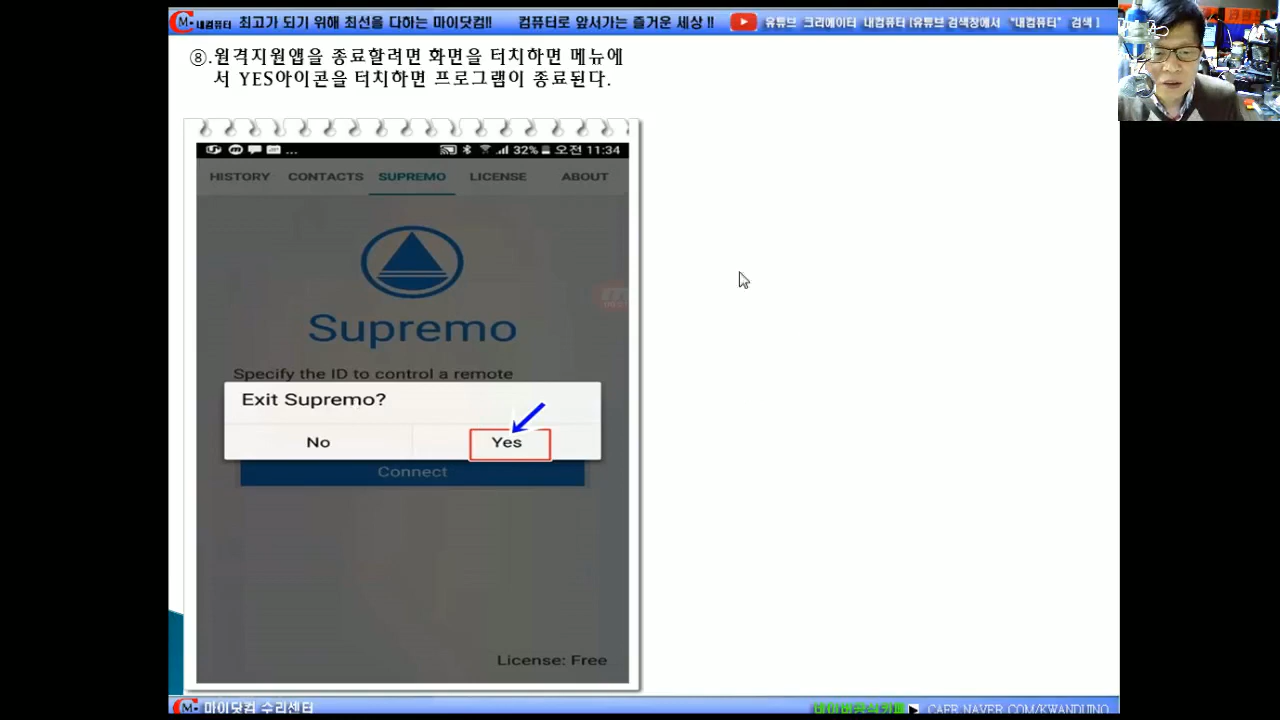 내컴퓨터 최고가 되기 위해 최선을 다하는 마이닷컴!! 컴퓨터로 앞서가는 즐거운 세상 !! 유튜브 크리에이터 내컴퓨터 [유튜브 검색창에서 “내컴퓨터” 검색 ]
⑧.원격지원앱을 종료할려면 화면을 터치하면 메뉴에
서 YES아이콘을 터치하면 프로그램이 종료된다.
... 32% 오전 11:34
HISTORY CONTACTS SUPREMO LICENSE ABOUT
Supremo
Specify the ID to control a remote
Exit Supremo?
No Yes
Connect
License: Free
마이닷컴 수리센터 네이버공식카페 ▶ CAFE.NAVER.COM/KWANDUINO